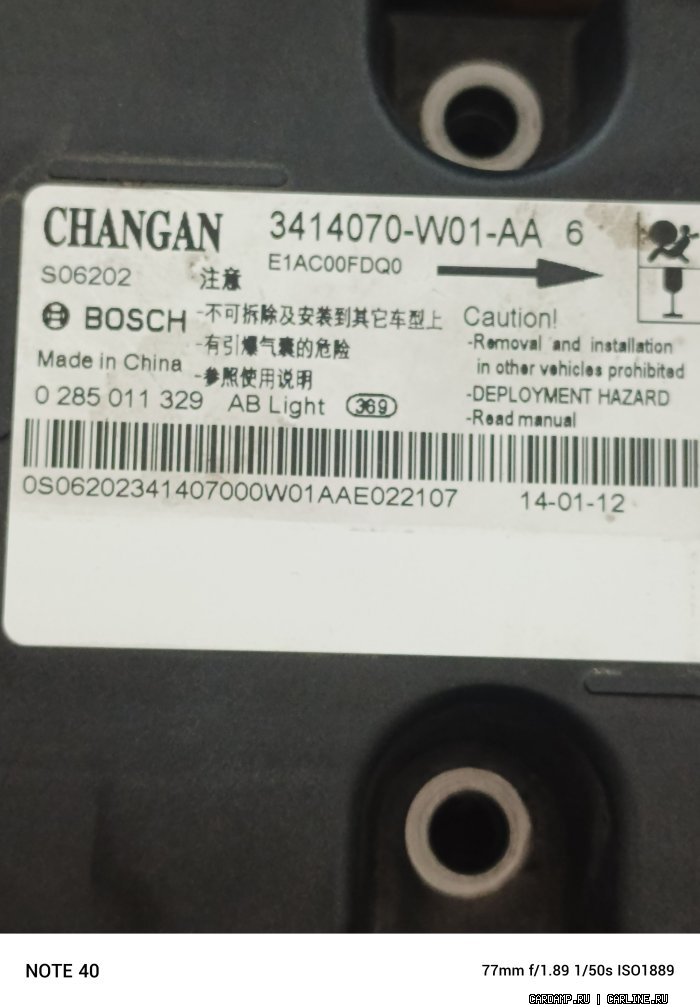 CHANGAN 3414070-W01-AA 6
S06202 注意 E1AC00FDQ0
BOSCH -不可拆除及安装到其它车型上 Caution!
-有引爆气囊的危险 -Removal and installation
Made in China in other vehicles prohibited
-参照使用说明 -DEPLOYMENT HAZARD
0 285 011 329 AB Light 369 -Read manual
0S06202341407000W01AAE022107 14-01-12
NOTE 40 77mm f/1.89 1/50s ISO1889
CARDAMP.RU | CARLINE.RU